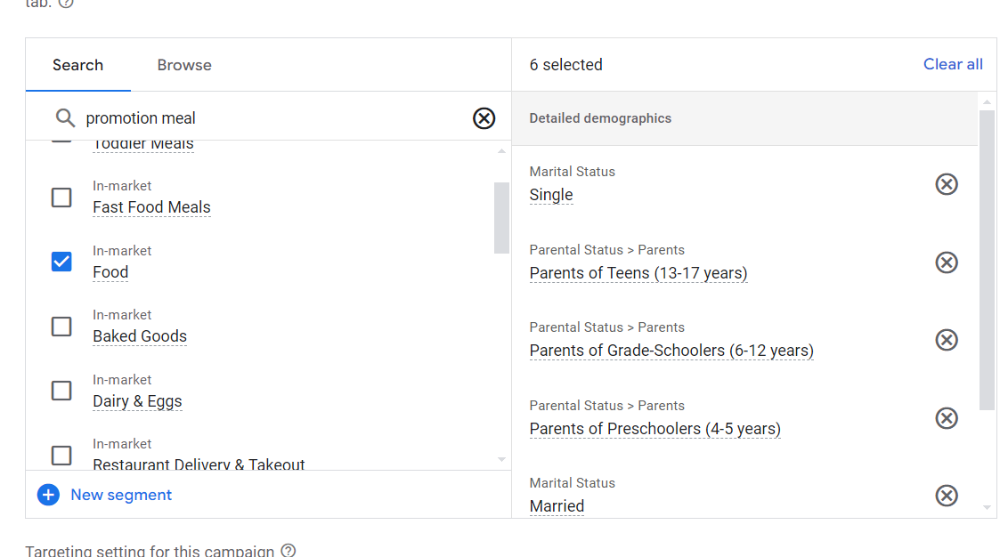 tab.
Search
Browse
6 selected
Clear all
promotion meal
Detailed demographics
Toddler Meals
In-market
Fast Food Meals
In-market
Food
In-market
Baked Goods
In-market
Dairy & Eggs
In-market
Restaurant Delivery & Takeout
New segment
Marital Status
Single
Parental Status > Parents
Parents of Teens (13-17 years)
Parental Status > Parents
Parents of Grade-Schoolers (6-12 years)
Parental Status > Parents
Parents of Preschoolers (4-5 years)
Marital Status
Married
Targeting setting for this campaign